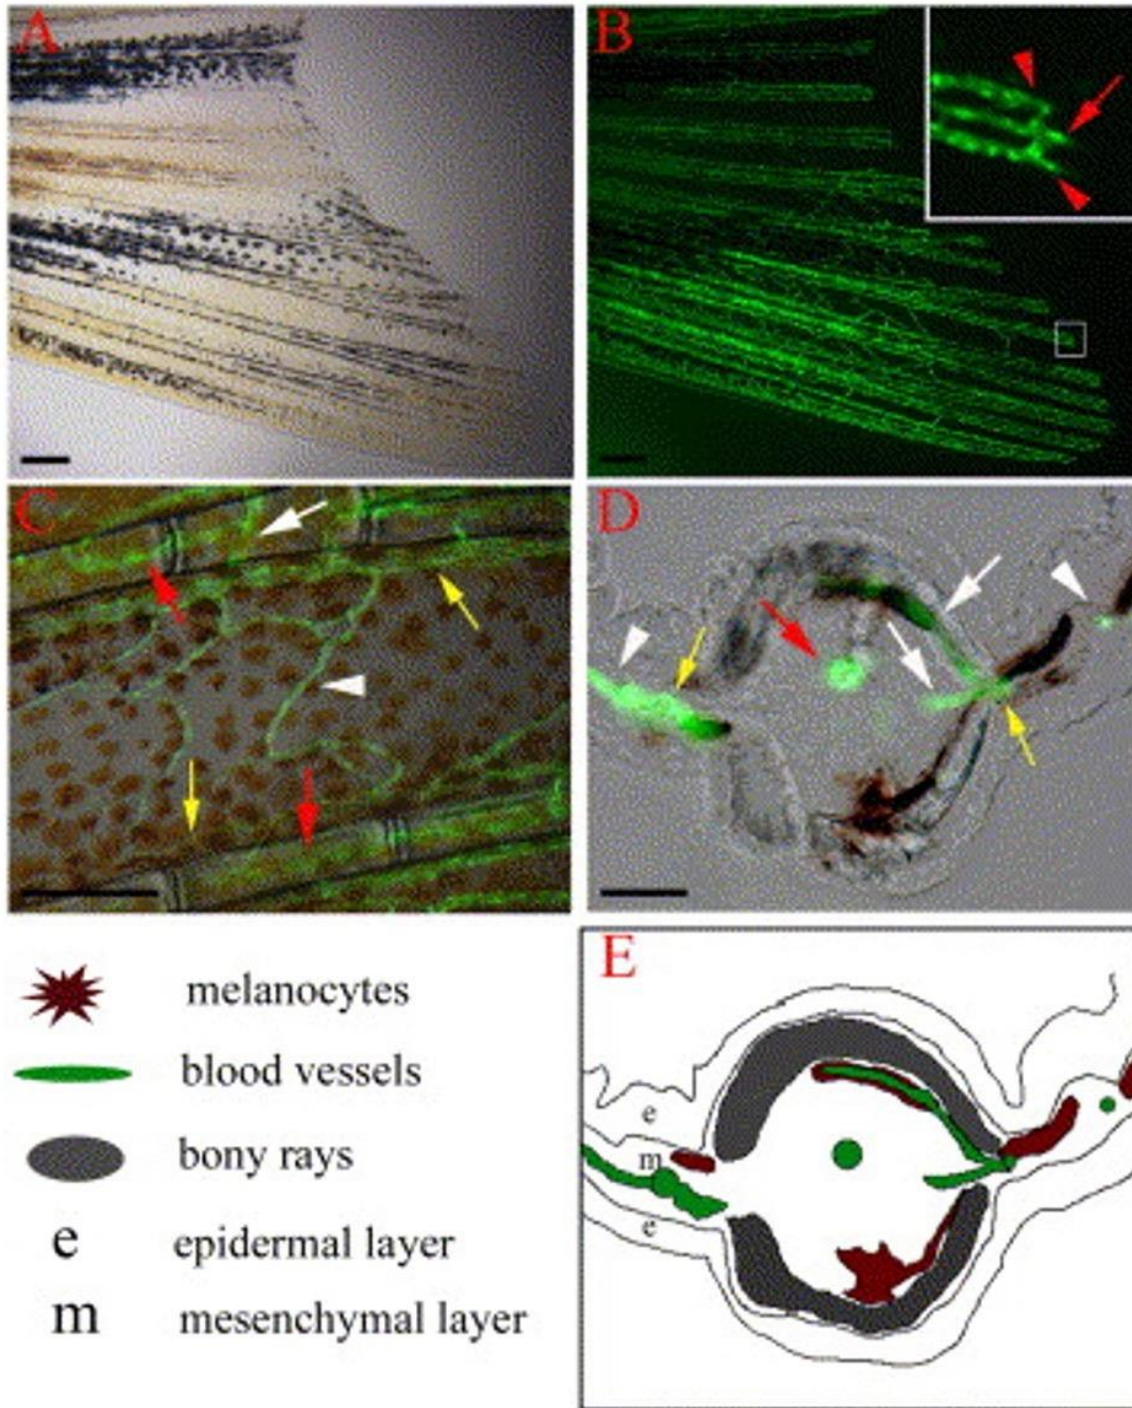 A
B
C
D
melanocytes
blood vessels
bony rays
e epidermal layer
m mesenchymal layer
E
e
m
e